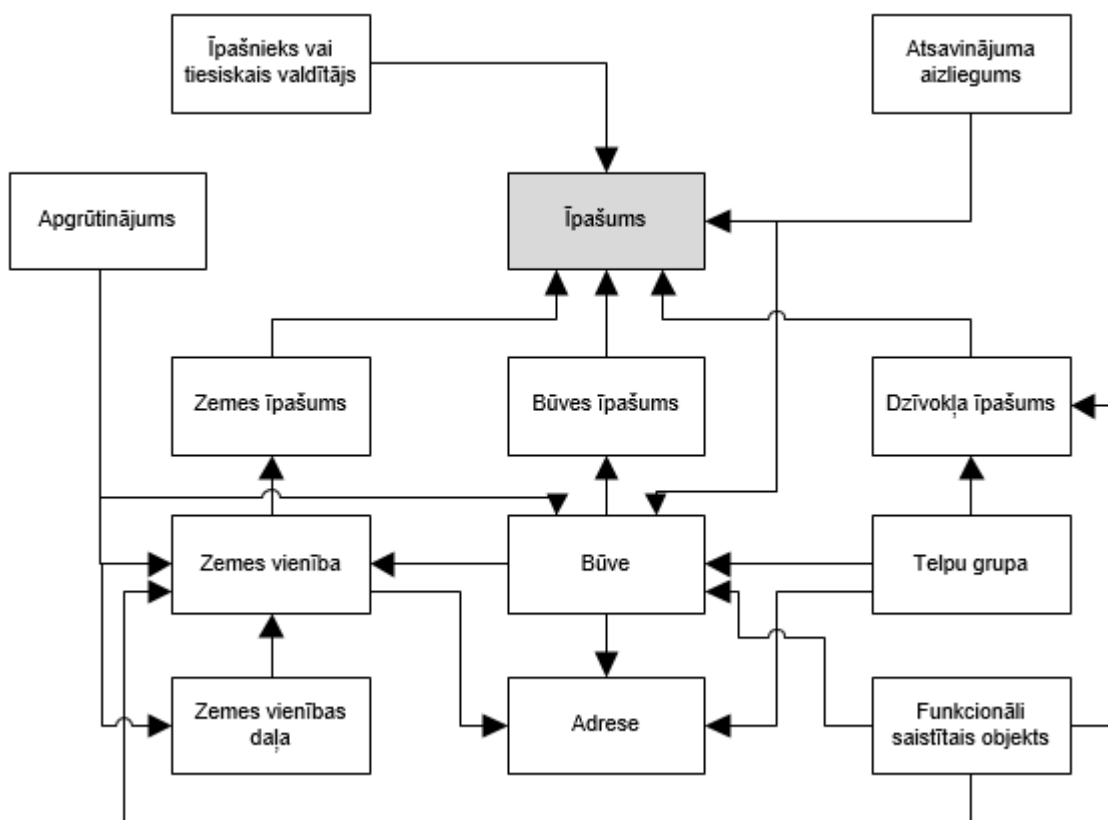 Īpašnieks vai
tiesiskais valdītājs
Atsavinājuma
aizliegums
Apgrūtinājums
Īpašums
Zemes īpašums
Būves īpašums
Dzīvokļa īpašums
Zemes vienība
Būve
Telpu grupa
Zemes vienības
daļa
Adrese
Funkcionāli
saistītais objekts